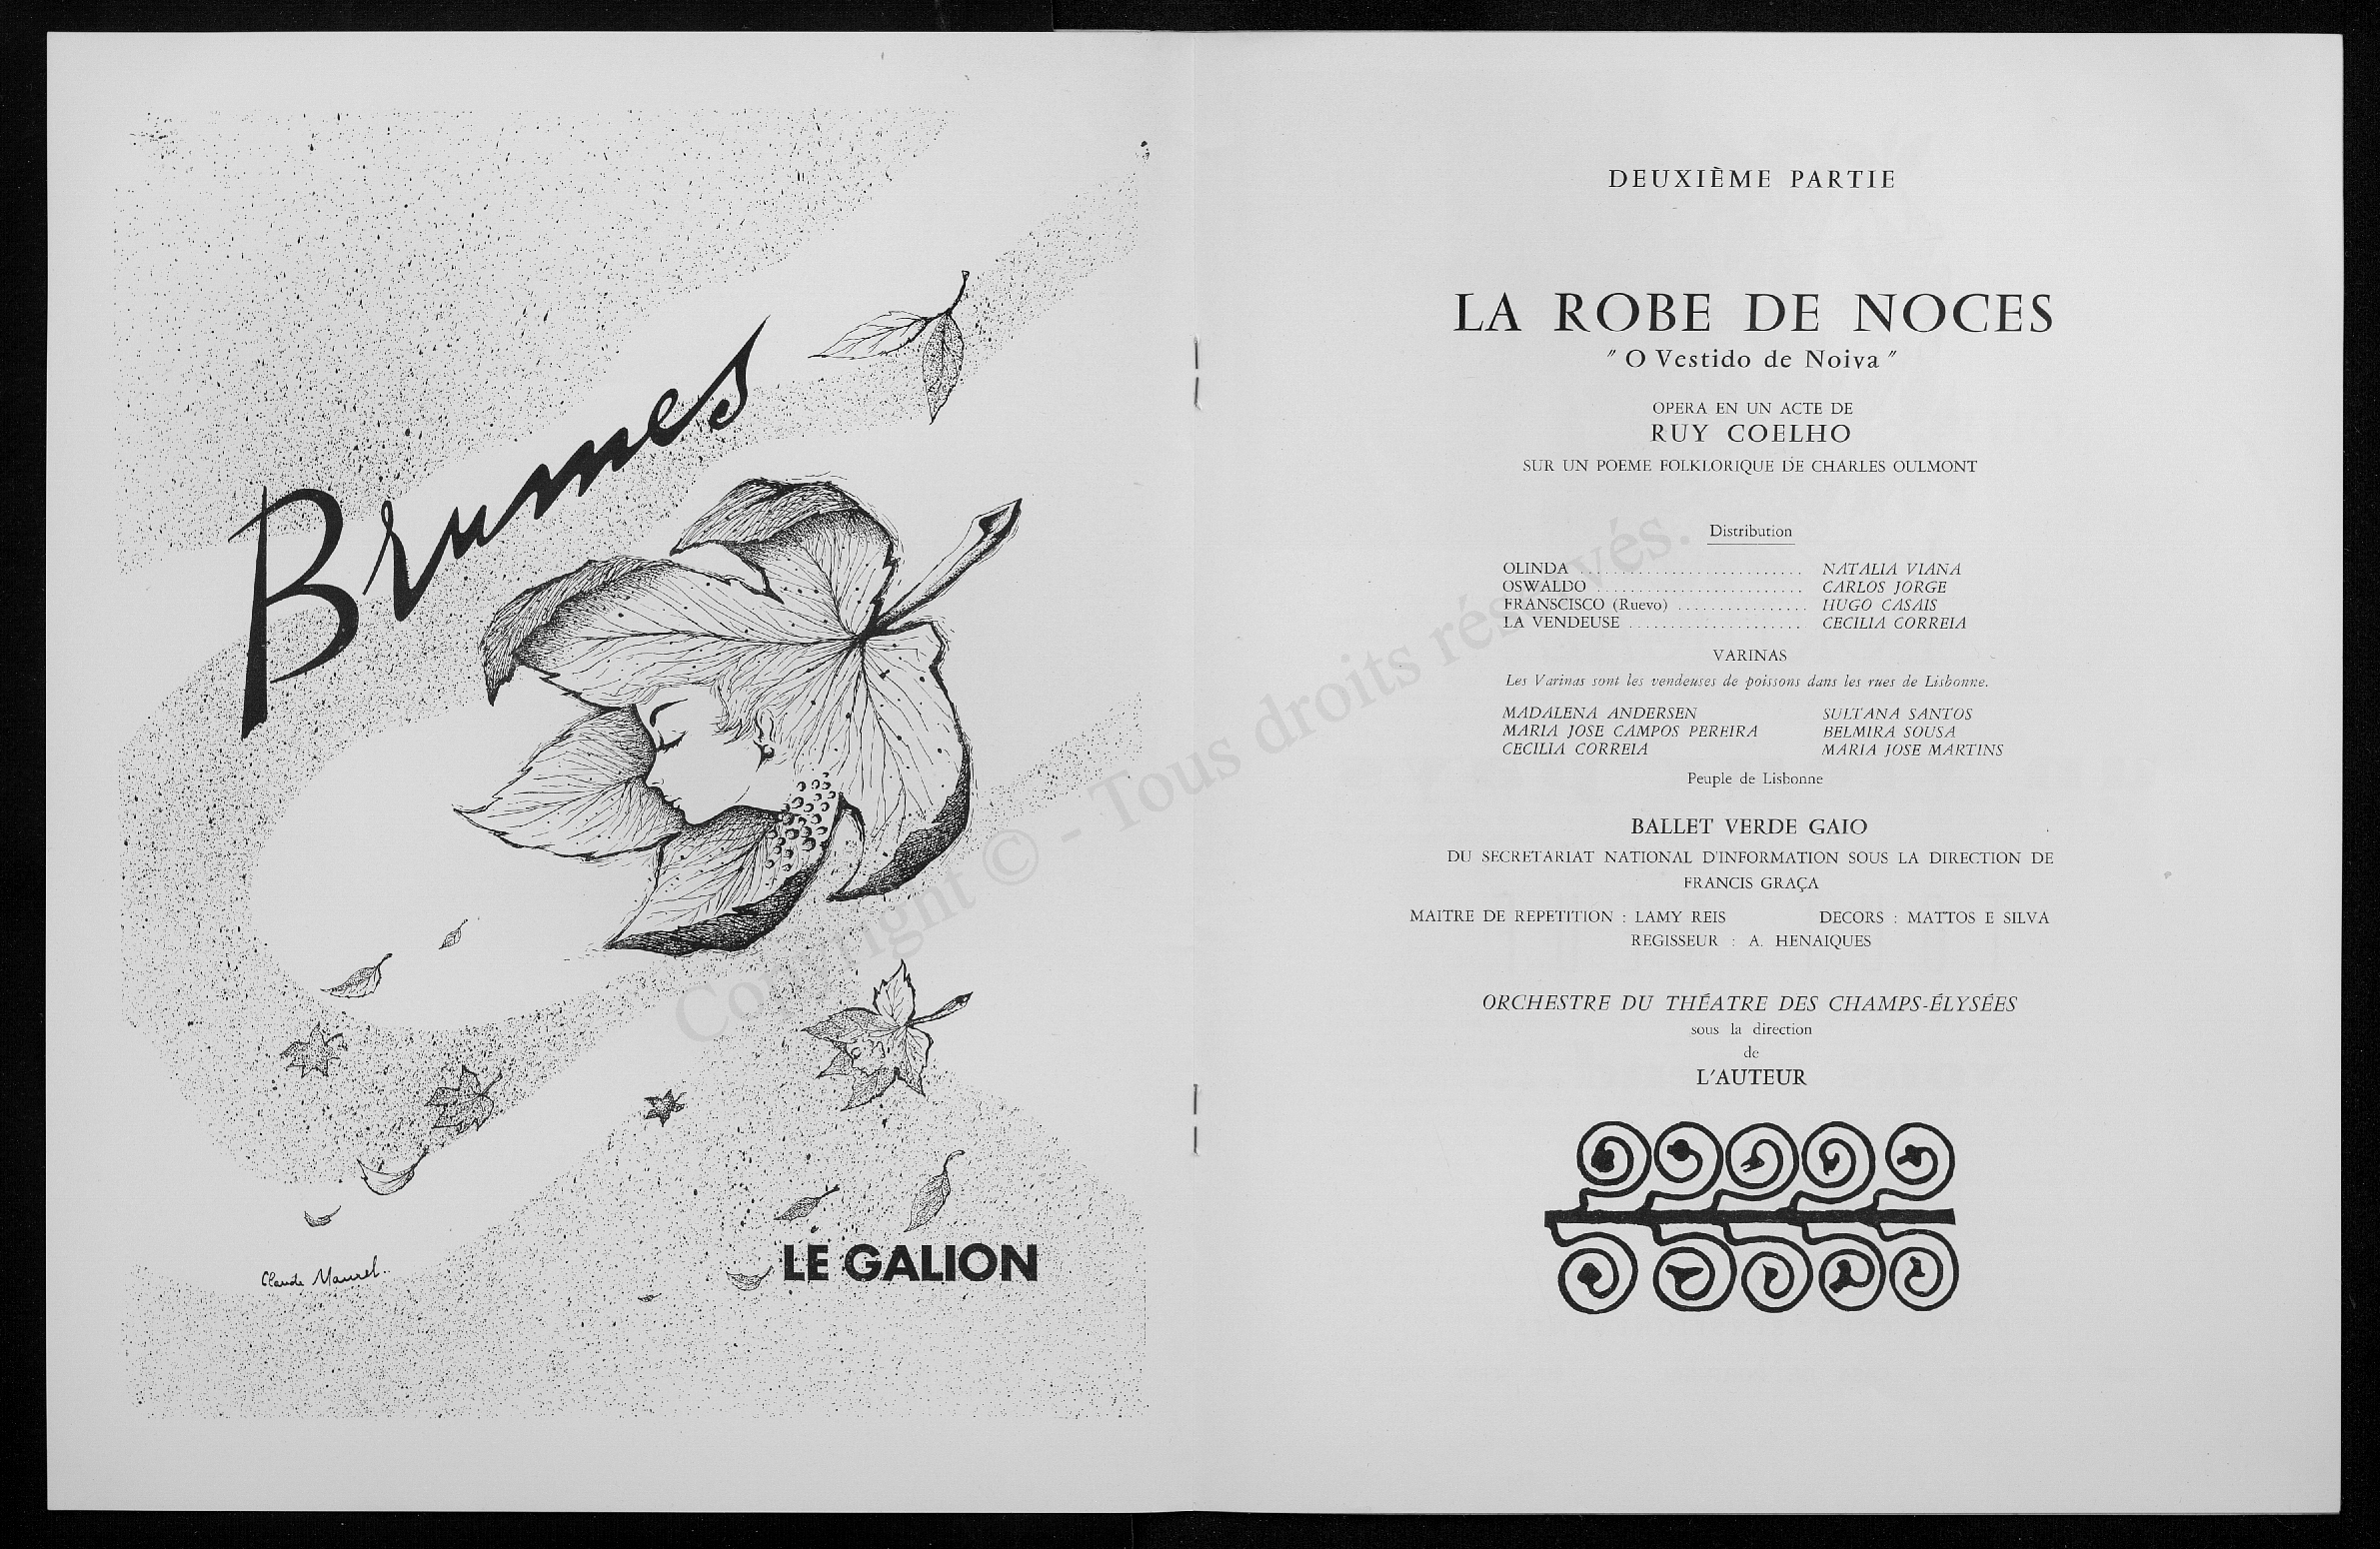 Brumes
Claude Maurel
LE GALION
DEUXIÈME PARTIE
LA ROBE DE NOCES
" O Vestido de Noiva "
OPERA EN UN ACTE DE
RUY COELHO
SUR UN POEME FOLKLORIQUE DE CHARLES OULMONT
Distribution
OLINDA ........................... NATALIA VIANA
OSWALDO ......................... CARLOS JORGE
FRANSCISCO (Ruevo) ................ HUGO CASAIS
LA VENDEUSE ..................... CECILIA CORREIA
VARINAS
Les Varinas sont les vendeuses de poissons dans les rues de Lisbonne.
MADALENA ANDERSEN SULTANA SANTOS
MARIA JOSE CAMPOS PEREIRA BELMIRA SOUSA
CECILIA CORREIA MARIA JOSE MARTINS
Peuple de Lisbonne
BALLET VERDE GAIO
DU SECRETARIAT NATIONAL D'INFORMATION SOUS LA DIRECTION DE
FRANCIS GRAÇA
MAITRE DE REPETITION : LAMY REIS DECORS : MATTOS E SILVA
REGISSEUR : A. HENAIQUES
ORCHESTRE DU THÉATRE DES CHAMPS-ÉLYSÉES
sous la direction
de
L'AUTEUR
Copyright © - Tous droits réservés.